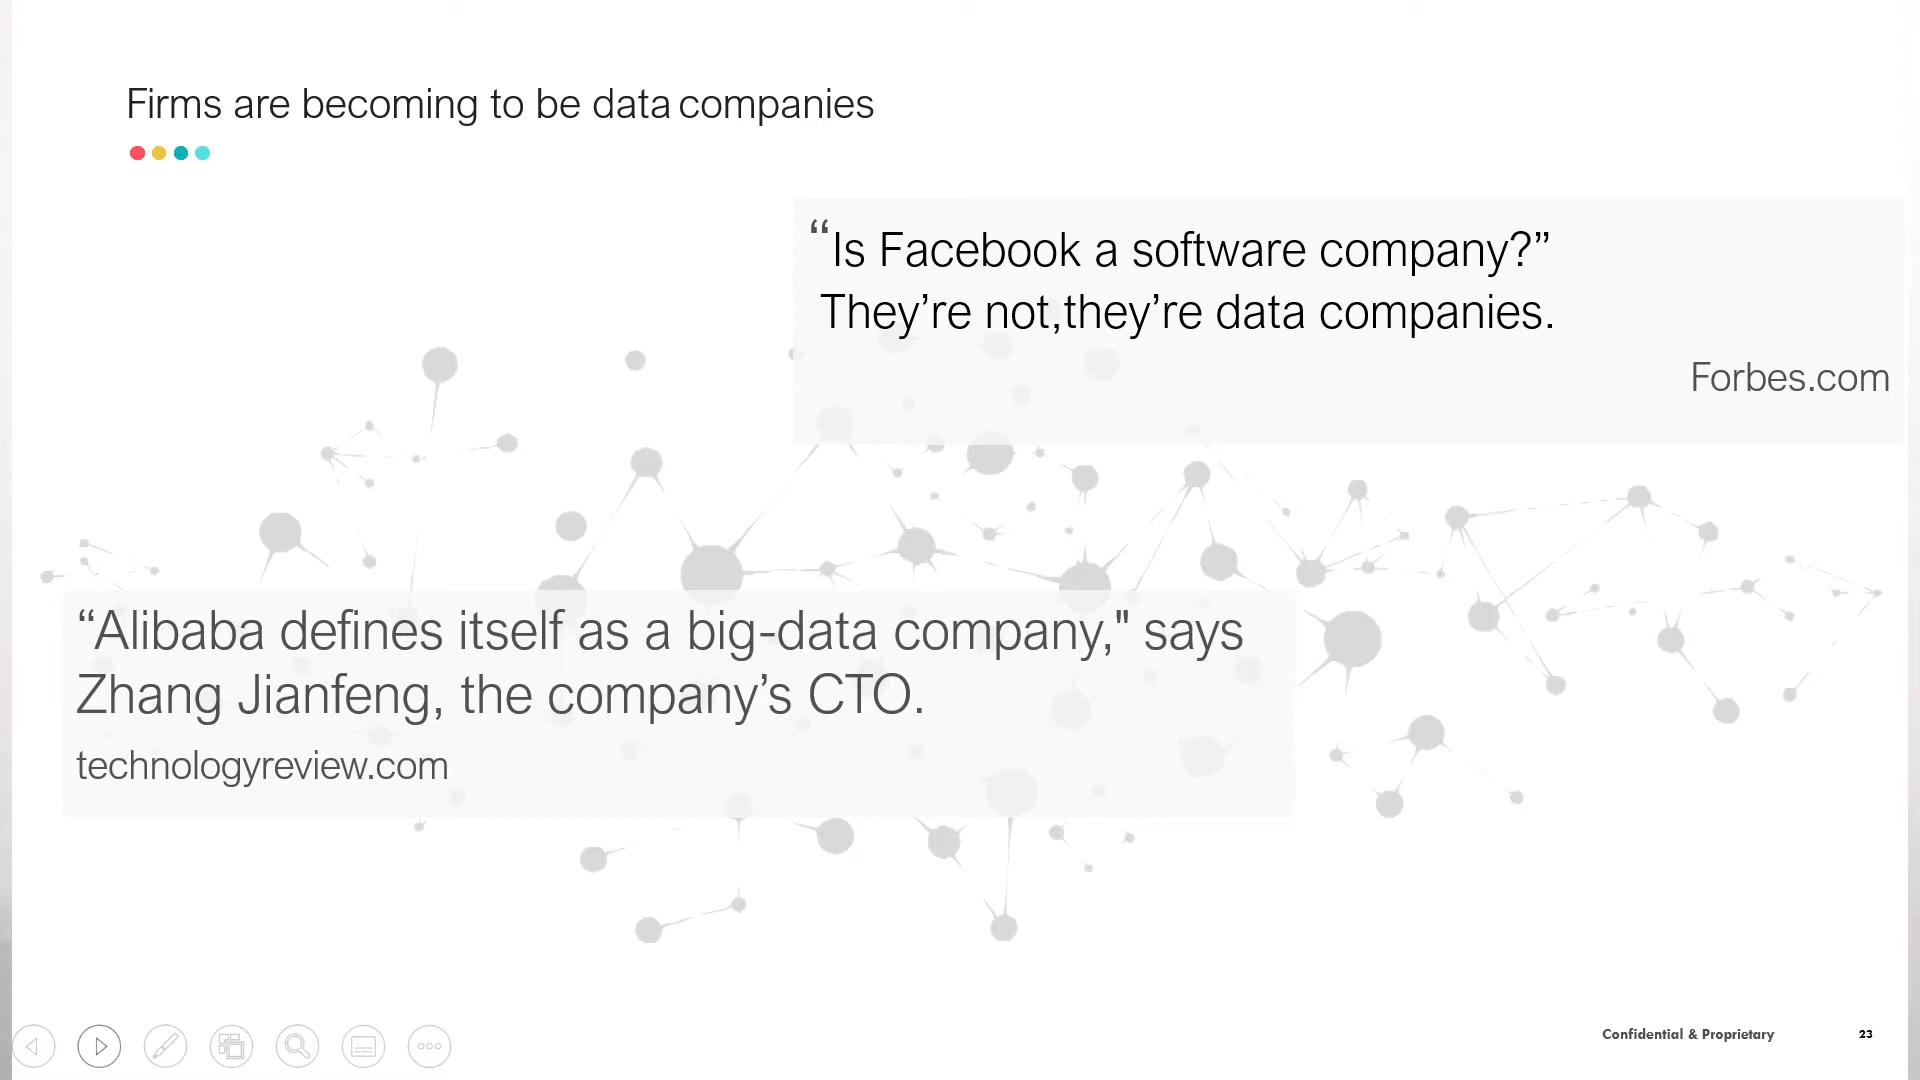 Firms are becoming to be data companies
“Is Facebook a software company?”
They’re not,they’re data companies.
Forbes.com
“Alibaba defines itself as a big-data company," says
Zhang Jianfeng, the company’s CTO.
technologyreview.com
Confidential & Proprietary
23